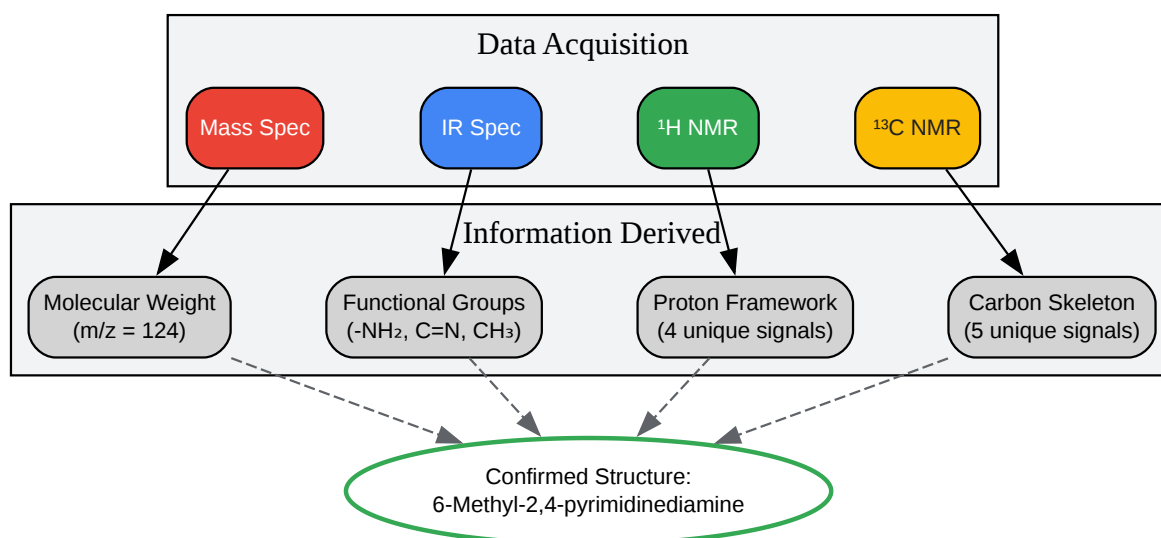 Data Acquisition
Mass Spec
IR Spec
¹H NMR
¹³C NMR
Information Derived
Molecular Weight
(m/z = 124)
Functional Groups
(-NH₂, C=N, CH₃)
Proton Framework
(4 unique signals)
Carbon Skeleton
(5 unique signals)
Confirmed Structure:
6-Methyl-2,4-pyrimidinediamine